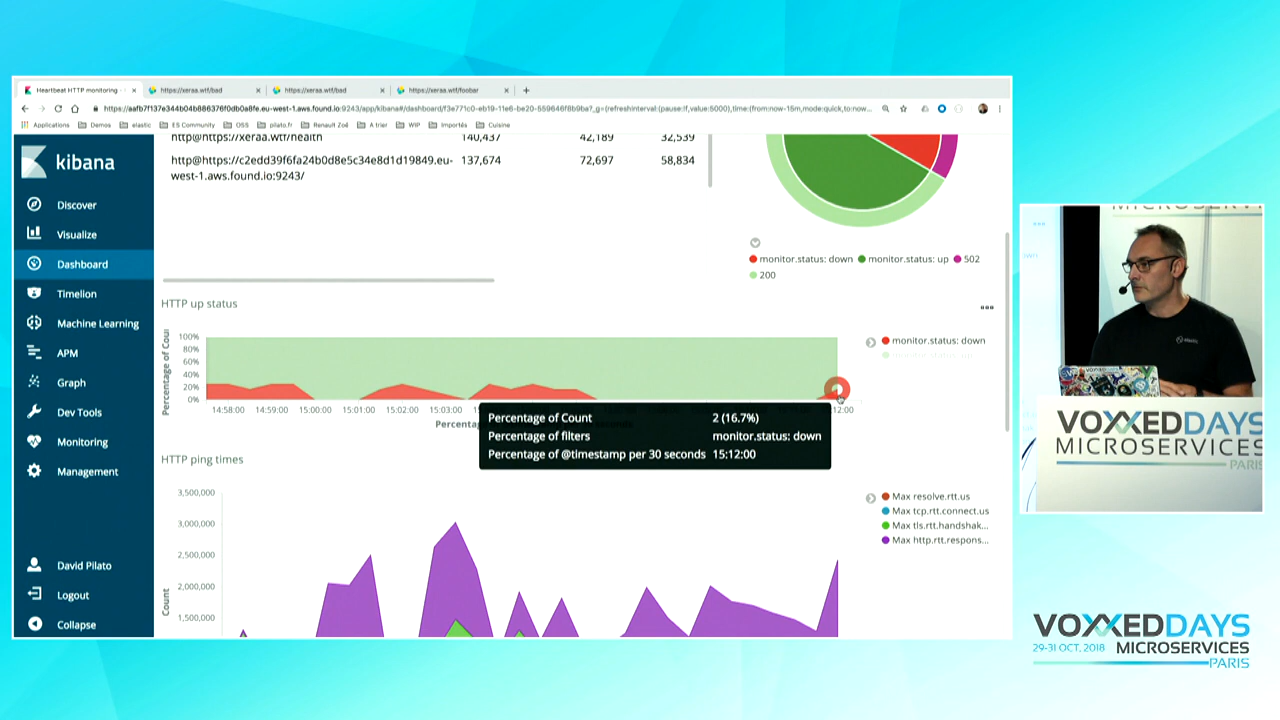 Heartbeat HTTP monitoring -
https://xeraa.wtf/bad
https://xeraa.wtf/bad
https://xeraa.wtf/foobar
Applications Demos elastic ES Community OSS pilato.fr Renault Zoé A trier WIP Importés Cuisine
kibana
Discover
Visualize
Dashboard
Timelion
Machine Learning
APM
Graph
Dev Tools
Monitoring
Management
David Pilato
Logout
Collapse
http@https://xeraa.wtf/health 140,437 42,189 32,539
http@https://c2edd39f6fa24b0d8e5c34e8d1d19849.eu- 137,674 72,697 58,834
west-1.aws.found.io:9243/
monitor.status: down monitor.status: up 502
200
HTTP up status
100%
80%
60%
40%
20%
0%
14:58:00 14:59:00 15:00:00 15:01:00 15:02:00 15:03:00
12:00
monitor.status: down
monitor.status: up
Percentage of Count 2 (16.7%)
Percentage of filters monitor.status: down
Percentage of @timestamp per 30 seconds 15:12:00
HTTP ping times
3,500,000
3,000,000
2,500,000
2,000,000
1,500,000
Count
Max resolve.rtt.us
Max tcp.rtt.connect.us
Max tls.rtt.handshak...
Max http.rtt.respons...
VOXXEDDAYS
MICROSERVICES
PARIS
VOXXEDDAYS
29-31 OCT, 2018 MICROSERVICES
PARIS